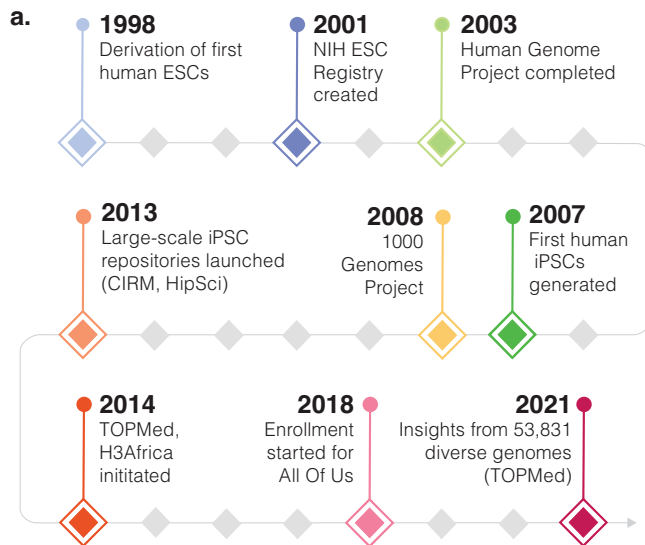 a.
1998
Derivation of first
human ESCs
2001
NIH ESC
Registry
created
2003
Human Genome
Project completed
2013
Large-scale iPSC
repositories launched
(CIRM, HipSci)
2008
1000
Genomes
Project
2007
First human
iPSCs
generated
2014
TOPMed,
H3Africa
inititated
2018
Enrollment
started for
All Of Us
2021
Insights from 53,831
diverse genomes
(TOPMed)